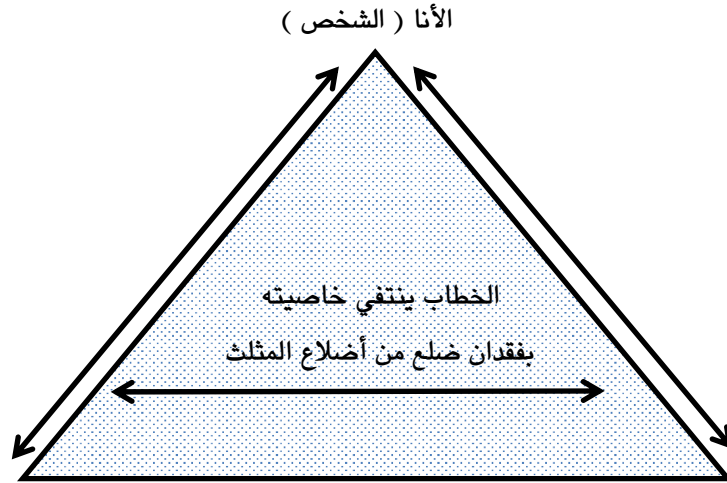 الأنا ( الشخص )
الخطاب ينتفي خاصيته
بفقدان ضلع من أضلاع المثلث